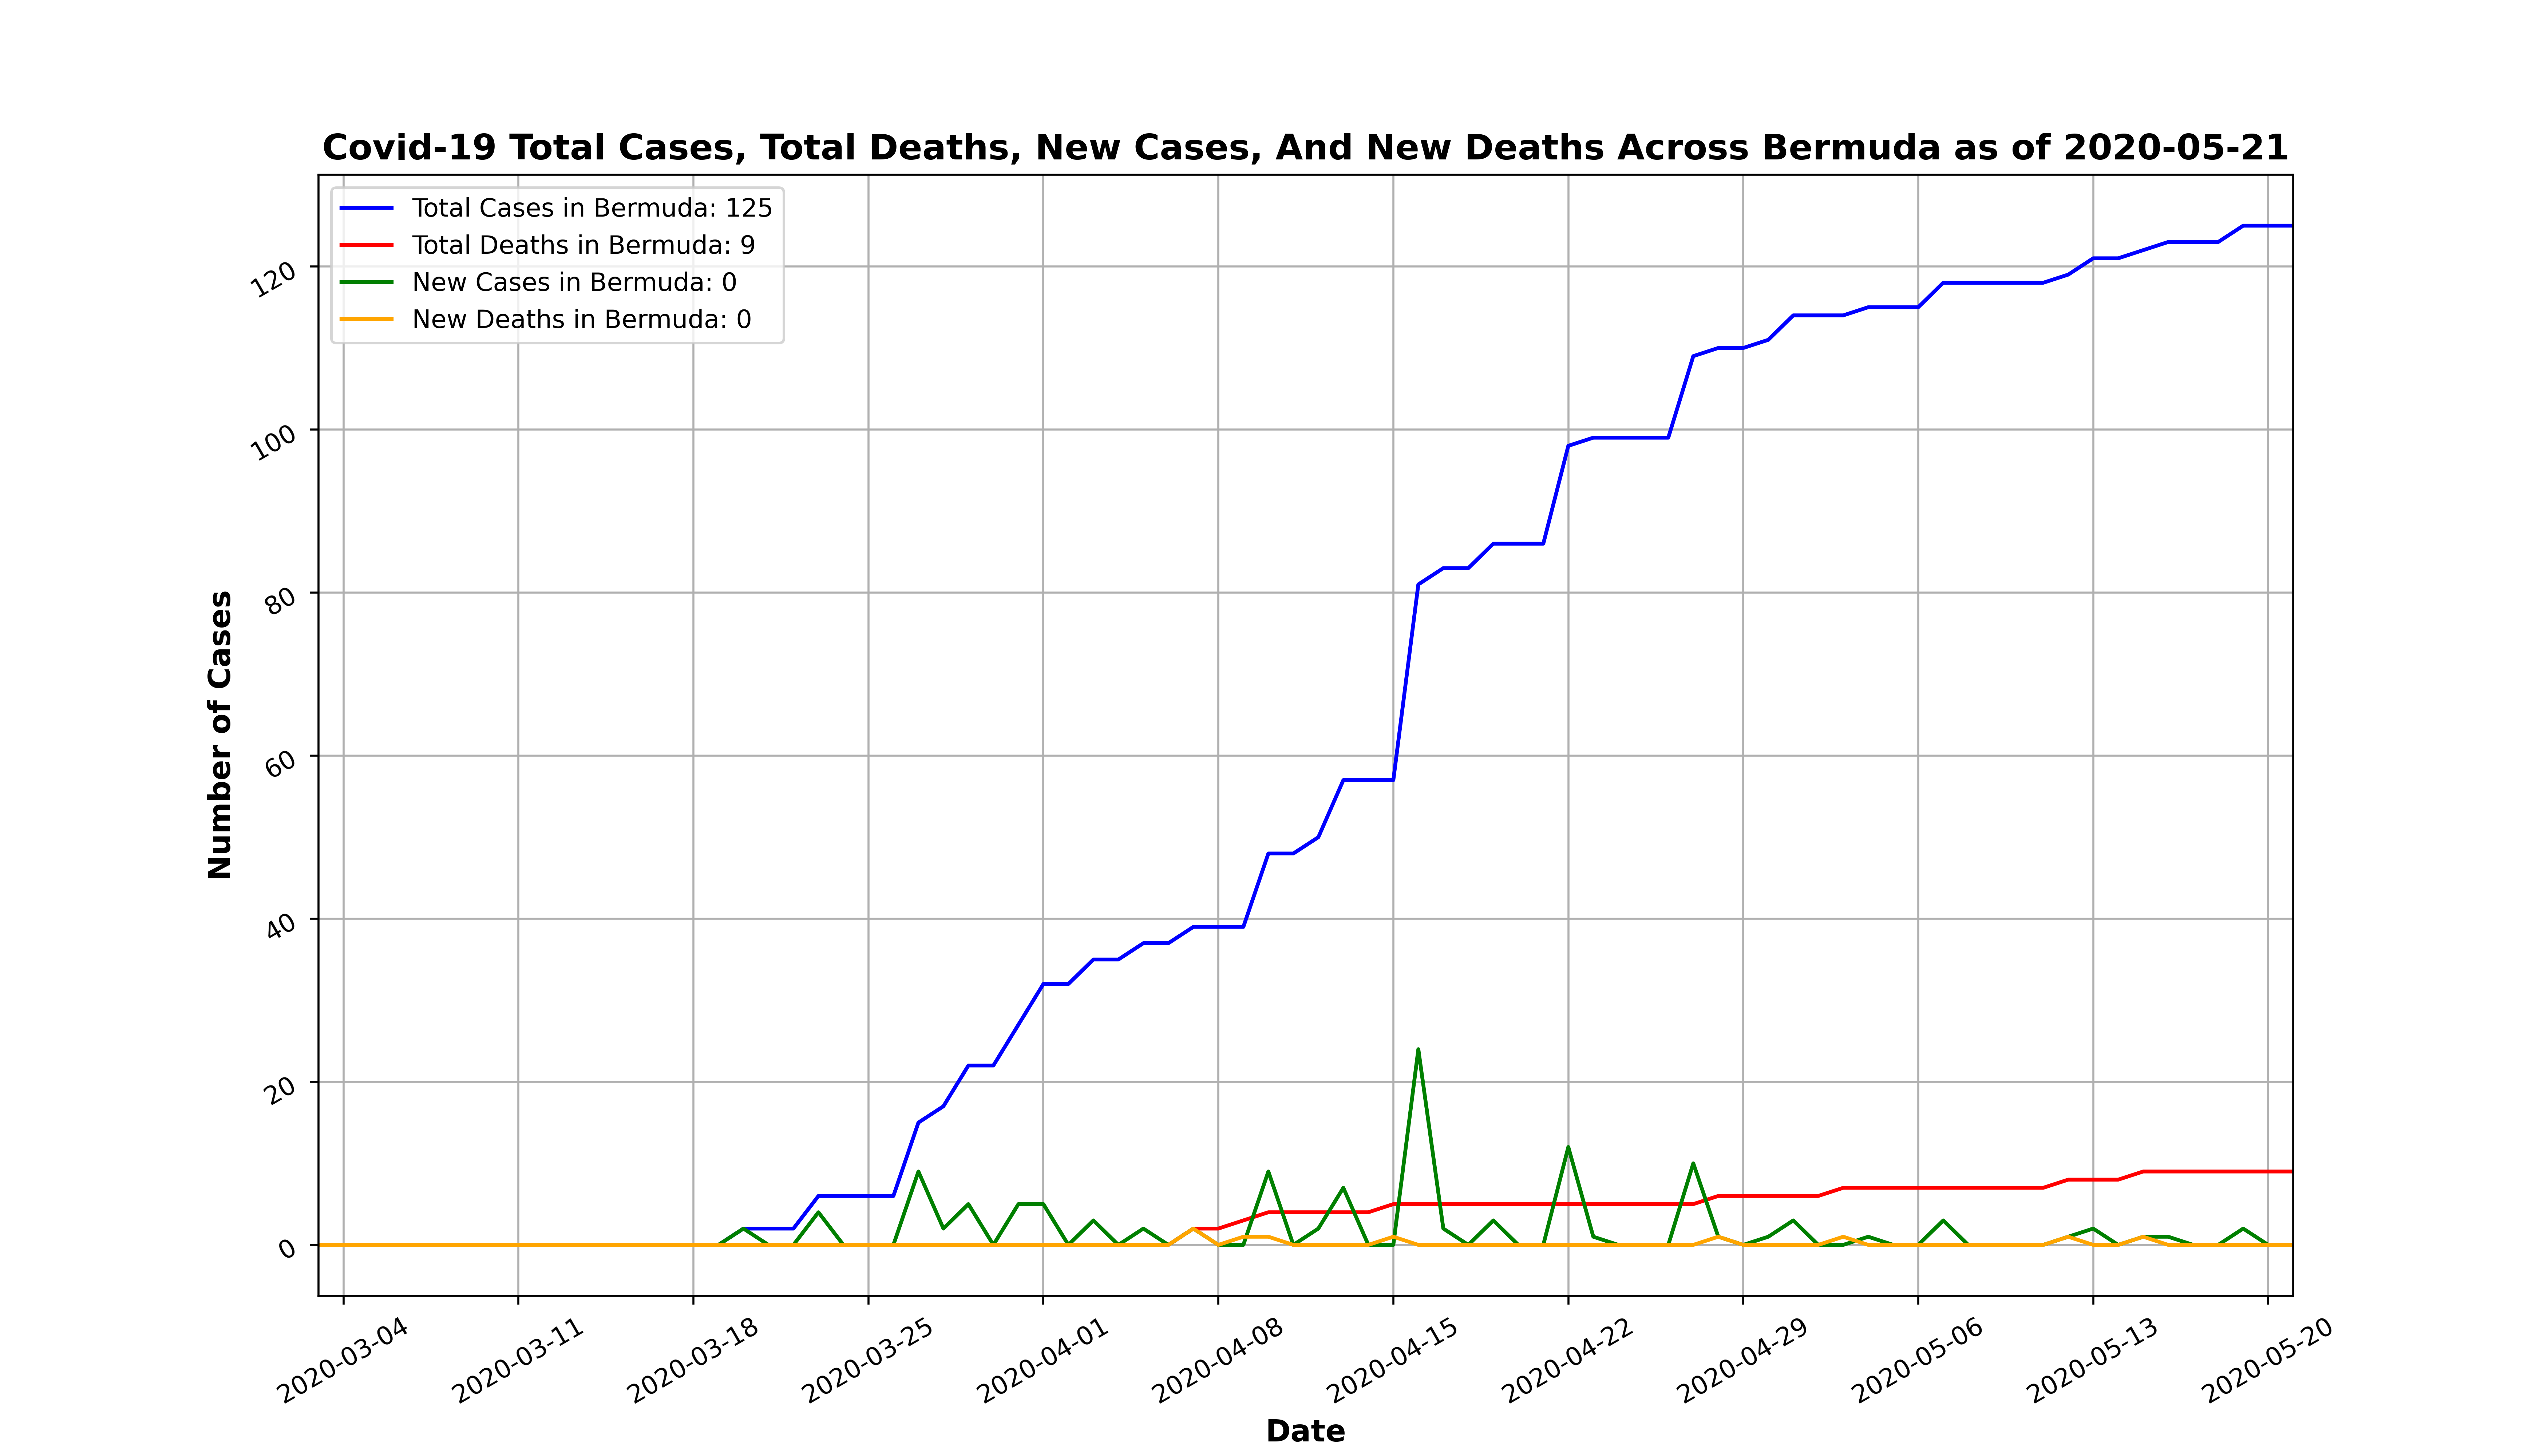 Covid-19 Total Cases, Total Deaths, New Cases, And New Deaths Across Bermuda as of 2020-05-21
Total Cases in Bermuda: 125
Total Deaths in Bermuda: 9
New Cases in Bermuda: 0
New Deaths in Bermuda: 0
Number of Cases
120
100
80
60
40
20
0
2020-03-04
2020-03-11
2020-03-18
2020-03-25
2020-04-01
2020-04-08
2020-04-15
2020-04-22
2020-04-29
2020-05-06
2020-05-13
2020-05-20
Date